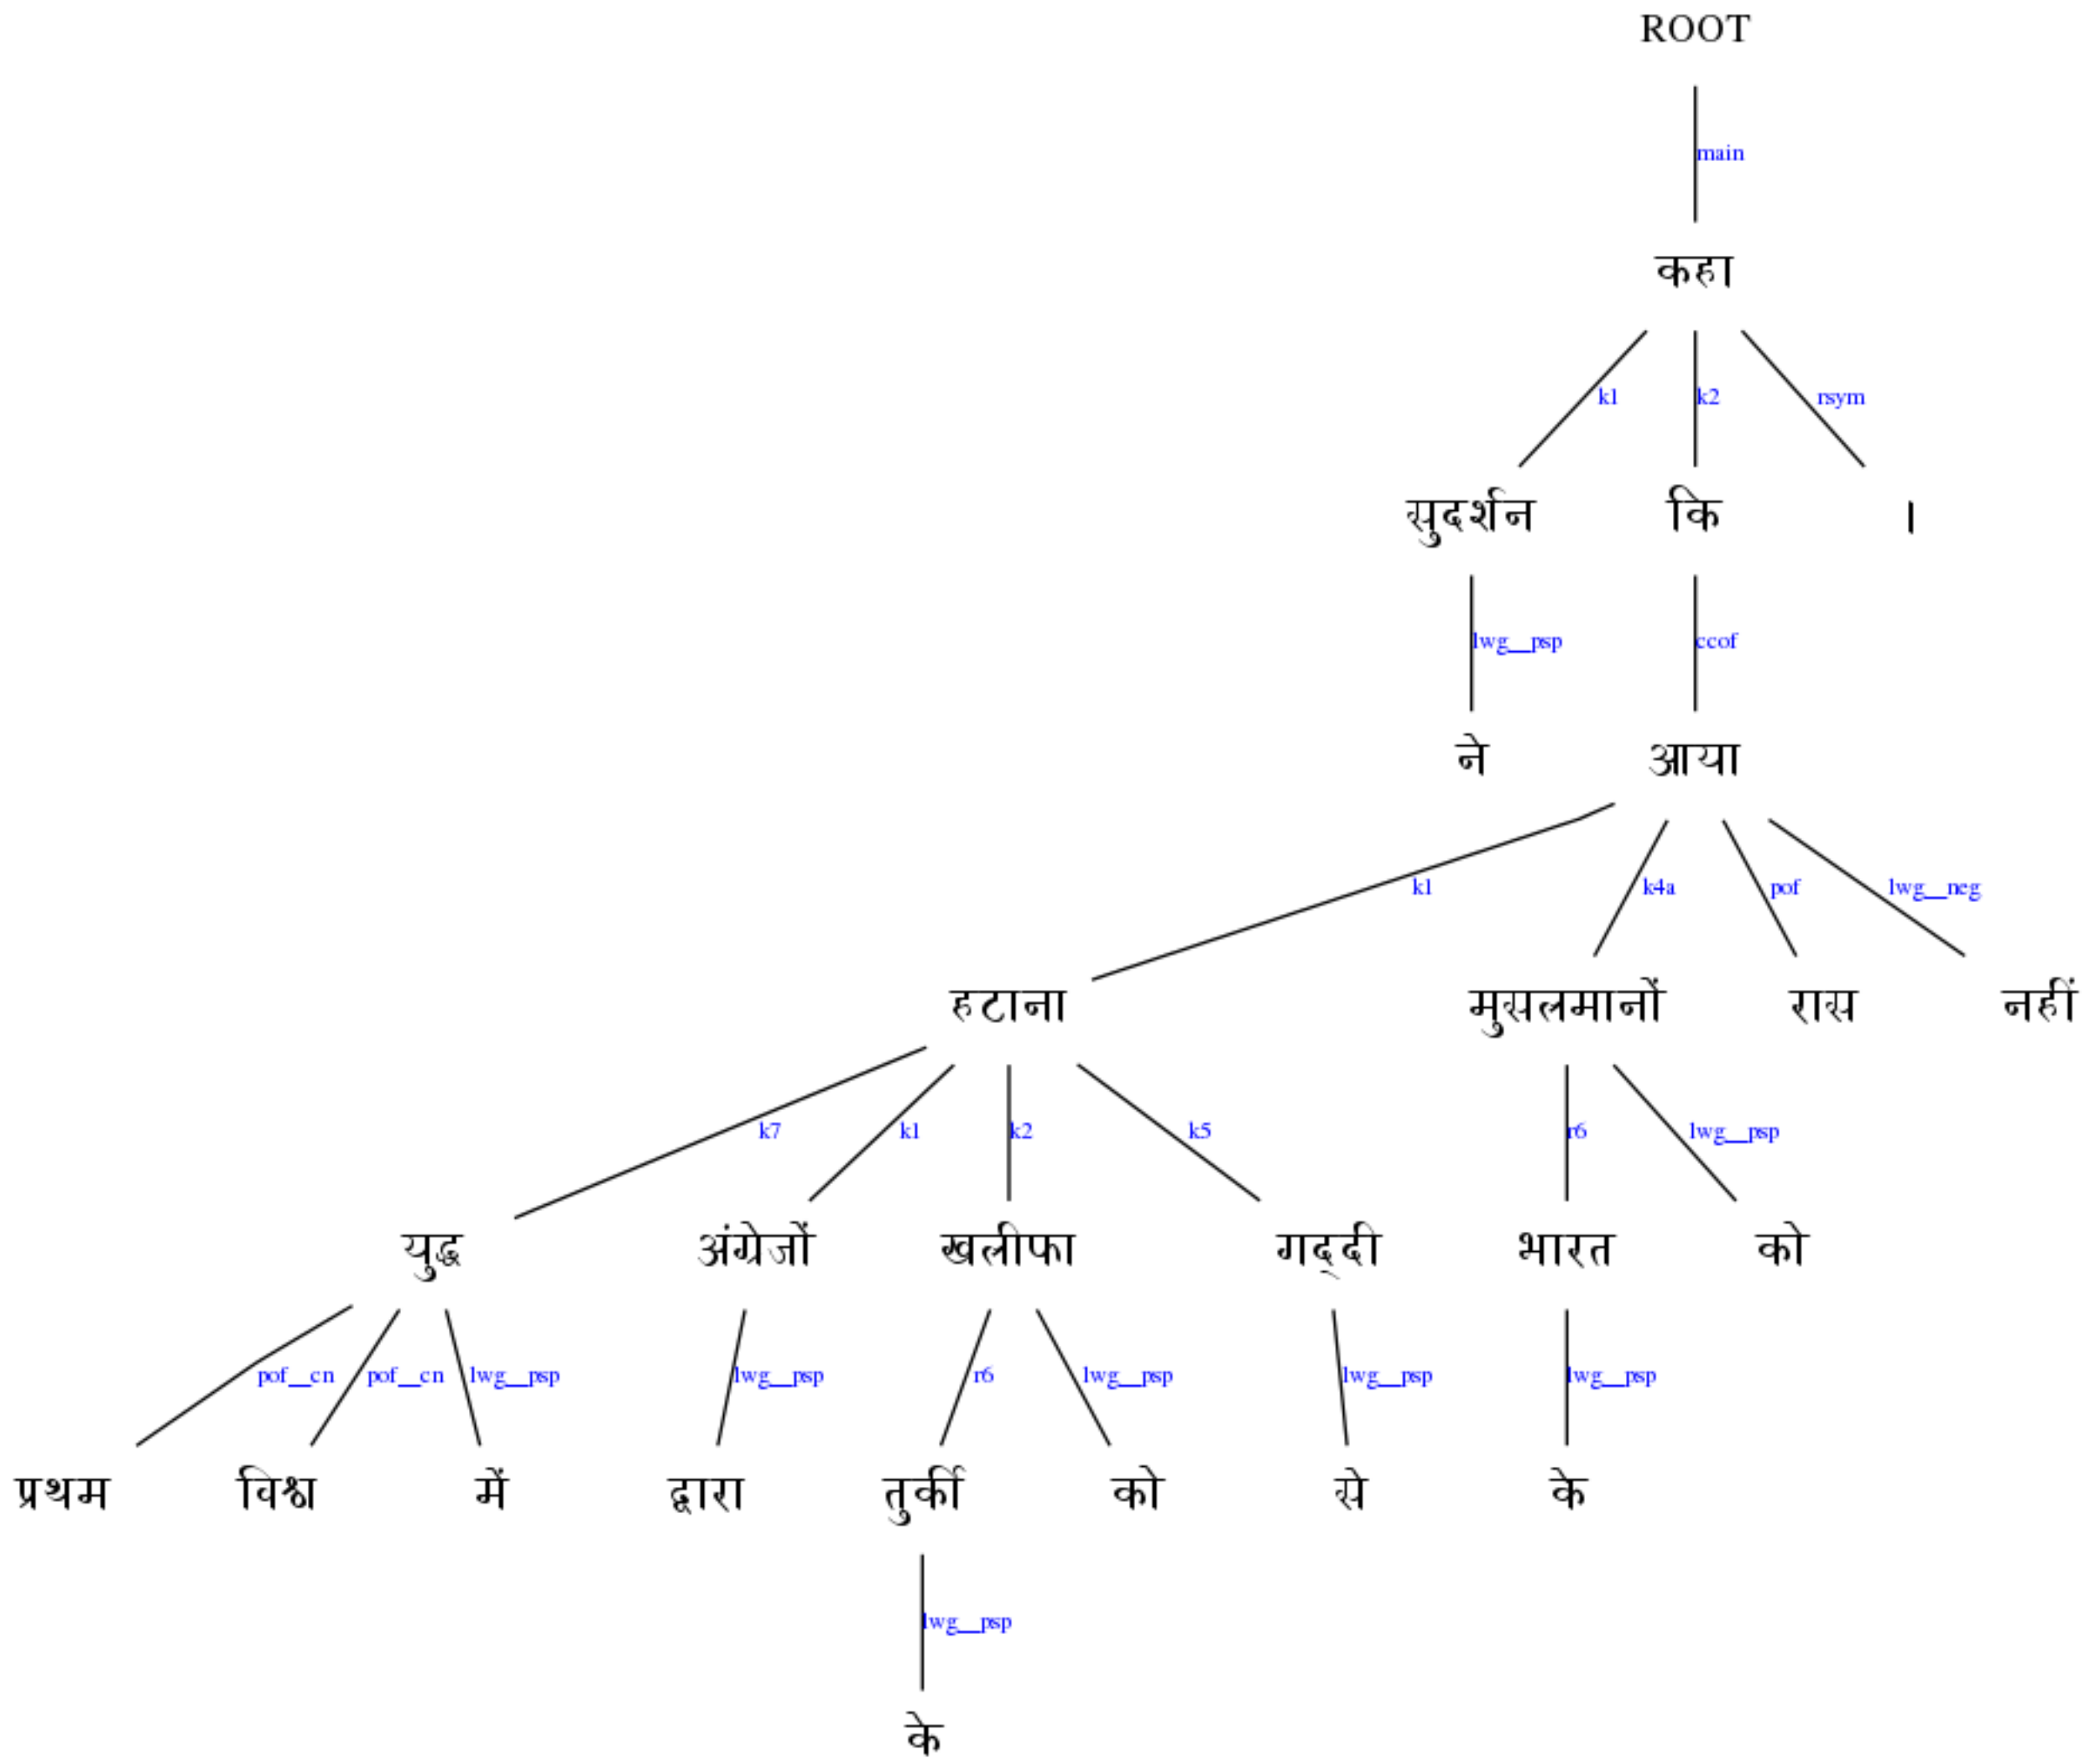 ROOT
main
कहा
k1 k2 rsym
सुदर्शन कि ।
lwg__psp ccof
ने आया
k1 k4a pof lwg__neg
हटाना मुसलमानों रास नहीं
k7 k1 k2 k5 r6 lwg__psp
युद्ध अंग्रेजों खलीफा गद्‌दी भारत को
pof__cn pof__cn lwg__psp lwg__psp r6 lwg__psp lwg__psp lwg__psp
प्रथम विश्व में द्वारा तुर्की को से के
lwg__psp
के